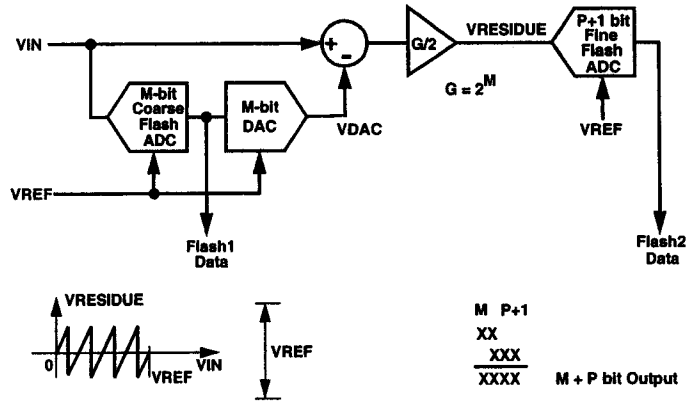 VIN
+
-
G/2
VRESIDUE
P+1 bit
Fine
Flash
ADC
G = 2^M
M-bit
Coarse
Flash
ADC
M-bit
DAC
VDAC
VREF
VREF
Flash1
Data
Flash2
Data
VRESIDUE
0
VREF
VIN
VREF
M P+1
XX
XXX
XXXX M + P bit Output